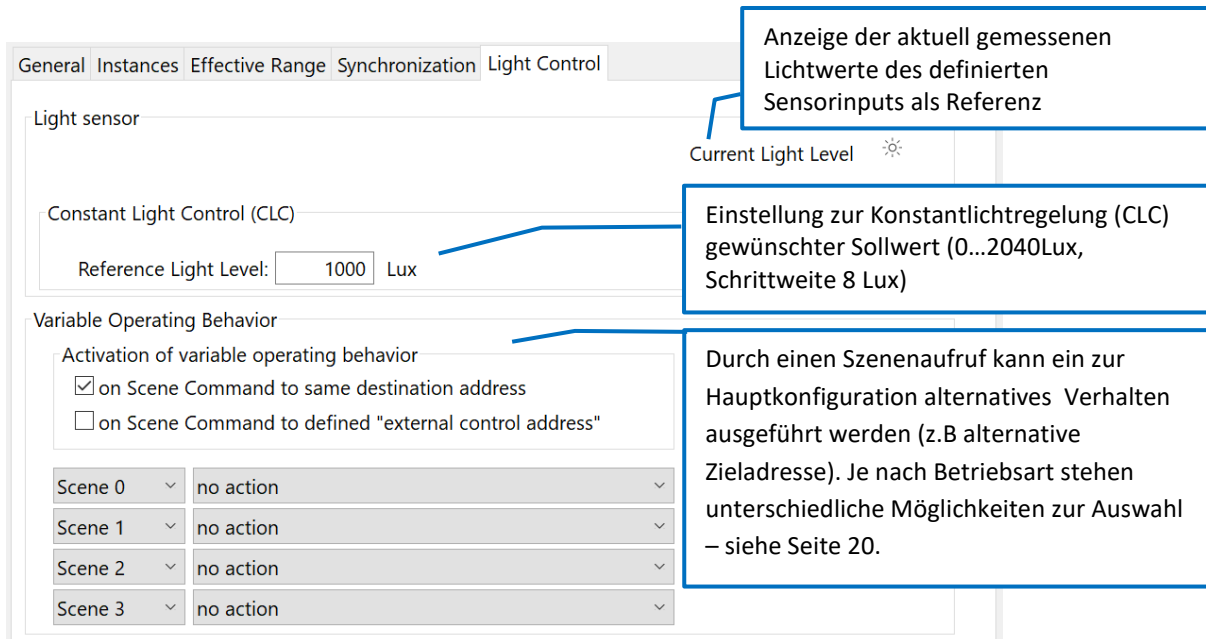 Anzeige der aktuell gemessenen
Lichtwerte des definierten
Sensorinputs als Referenz
General Instances Effective Range Synchronization Light Control
Light sensor
Current Light Level
Constant Light Control (CLC)
Reference Light Level: 1000 Lux
Einstellung zur Konstantlichtregelung (CLC)
gewünschter Sollwert (0…2040Lux,
Schrittweite 8 Lux)
Variable Operating Behavior
Activation of variable operating behavior
on Scene Command to same destination address
on Scene Command to defined "external control address"
Scene 0 no action
Scene 1 no action
Scene 2 no action
Scene 3 no action
Durch einen Szenenaufruf kann ein zur
Hauptkonfiguration alternatives Verhalten
ausgeführt werden (z.B alternative
Zieladresse). Je nach Betriebsart stehen
unterschiedliche Möglichkeiten zur Auswahl
– siehe Seite 20.